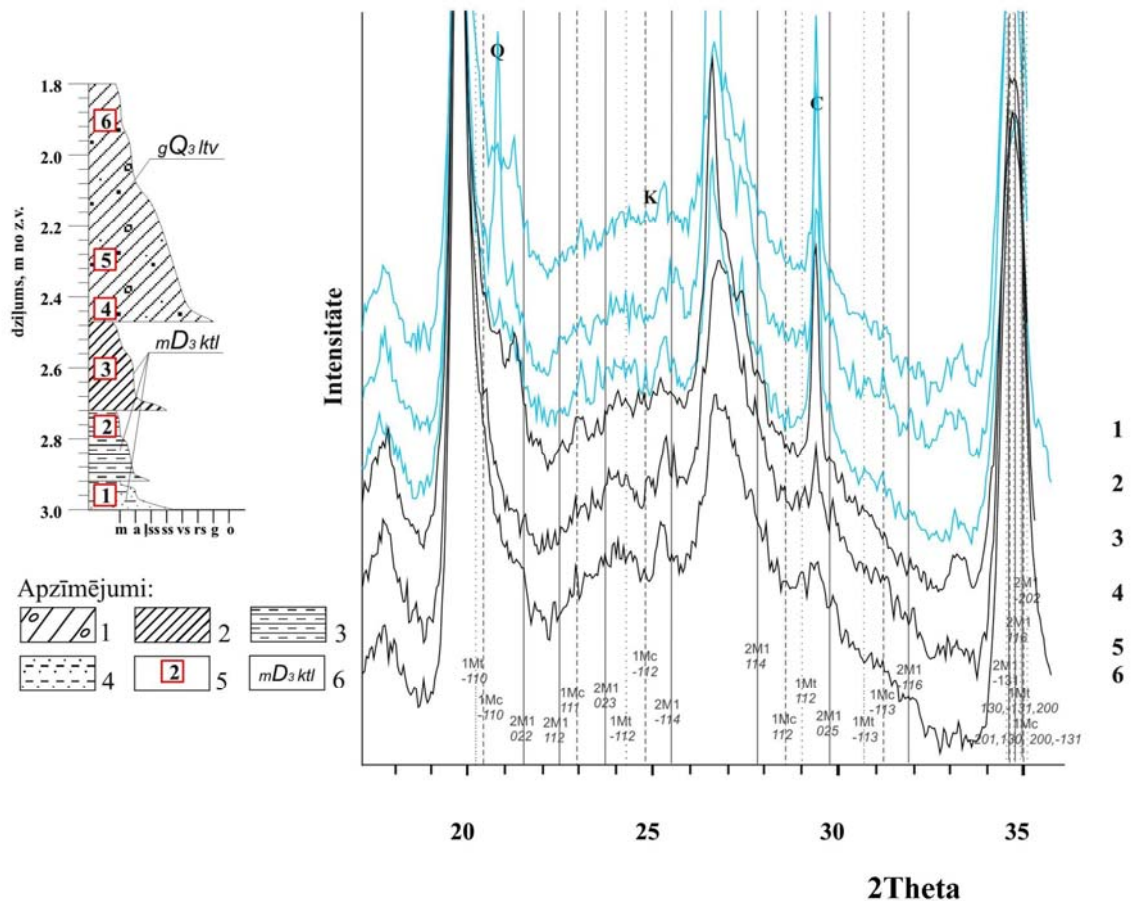 dziļums, m no z.v.
1.8
2.0
2.2
2.4
2.6
2.8
3.0
6
5
4
3
2
1
gQ3 ltv
mD3 ktl
m a lss ss vs rs g o
Apzīmējumi:
1
2
3
4
2 5
mD3 ktl 6
Intensitāte
Q
K
C
1
2
3
4
5
6
1Mt
-110
1Mc
-110
2M1
022
2M1
112
1Mc
111
2M1
023
1Mt
-112
1Mc
-112
2M1
-114
2M1
114
1Mc
112
1Mt
112
2M1
025
1Mt
-113
1Mc
-113
2M1
-116
2M1
-202
2M1
116
2M1
-131
1Mt
130,-131,200
1Mc
-201,130, 200,-131
20 25 30 35
2Theta